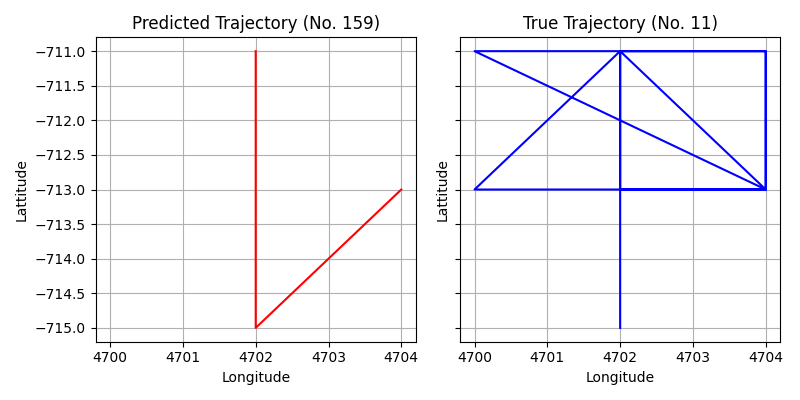 Predicted Trajectory (No. 159)
True Trajectory (No. 11)
Lattitude
−711.0
−711.5
−712.0
−712.5
−713.0
−713.5
−714.0
−714.5
−715.0
4700 4701 4702 4703 4704
Longitude
Lattitude
4700 4701 4702 4703 4704
Longitude